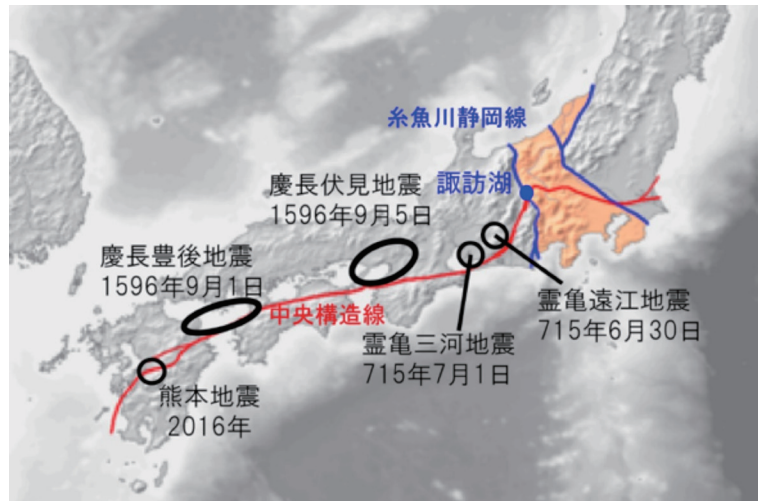 糸魚川静岡線
諏訪湖
慶長伏見地震
1596年9月5日
慶長豊後地震
1596年9月1日
中央構造線
霊亀遠江地震
715年6月30日
霊亀三河地震
715年7月1日
熊本地震
2016年